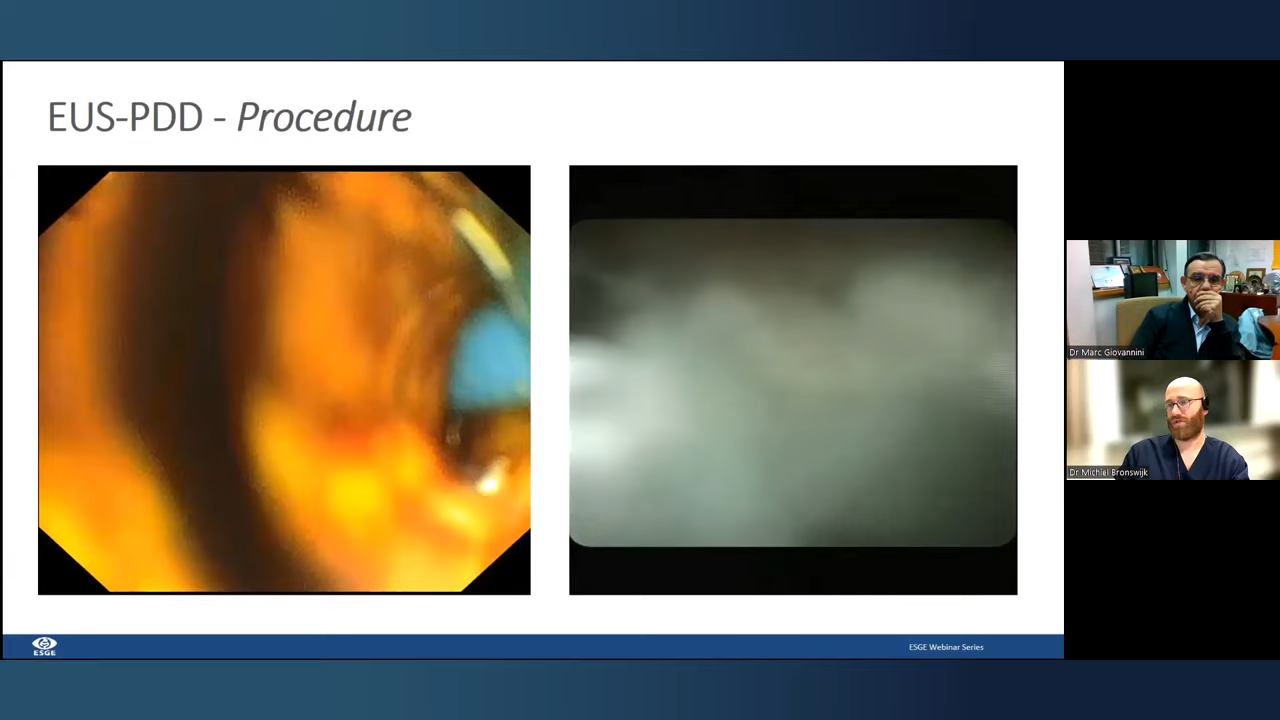 EUS-PDD - Procedure
Dr Marc Giovannini
Dr Michiel Bronswijk
ESGE
ESGE Webinar Series